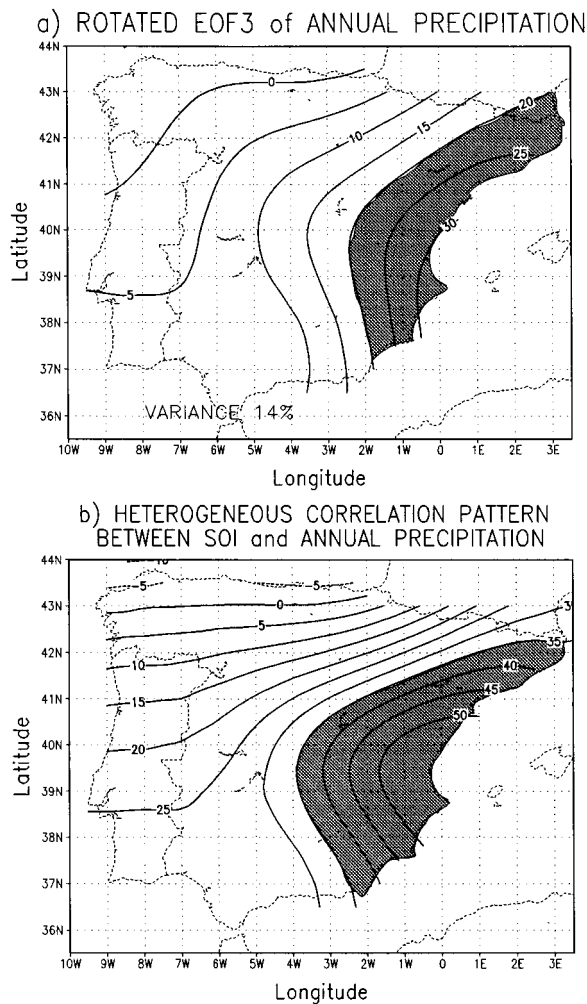 a) ROTATED EOF3 of ANNUAL PRECIPITATION
44N
43N
42N
41N
40N
39N
38N
37N
36N
Latitude
0
5
10
15
20
25
30
VARIANCE 14%
10W 9W 8W 7W 6W 5W 4W 3W 2W 1W 0 1E 2E 3E
Longitude
b) HETEROGENEOUS CORRELATION PATTERN
BETWEEN SOI and ANNUAL PRECIPITATION
44N
43N
42N
41N
40N
39N
38N
37N
36N
Latitude
5
5
0
5
10
15
20
25
35
40
45
50
10W 9W 8W 7W 6W 5W 4W 3W 2W 1W 0 1E 2E 3E
Longitude